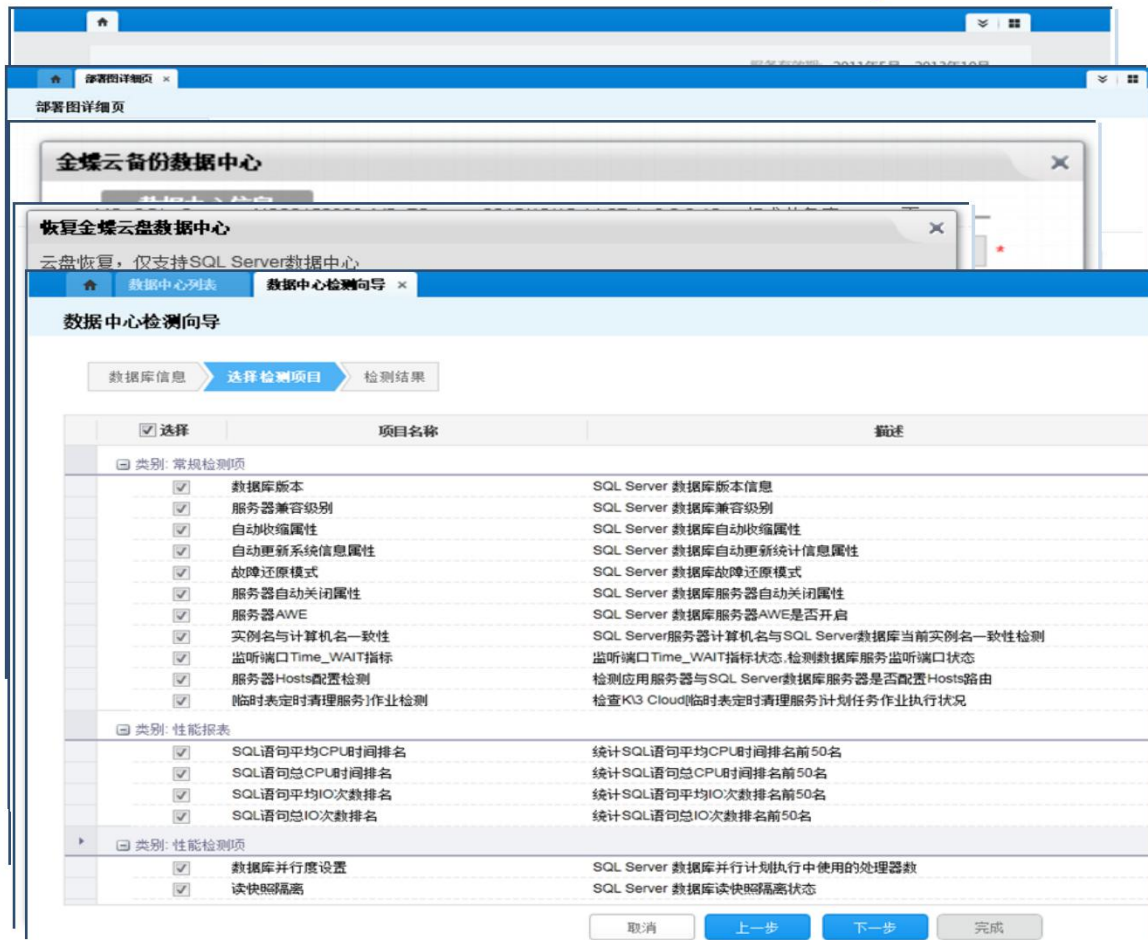 服务有效期: 2011年5月 - 2013年10月
部署图详细页 ×
部署图详细页
金蝶云备份数据中心
数据中心信息
恢复金蝶云盘数据中心
*
云盘恢复，仅支持SQL Server数据中心
数据中心列表 数据中心检测向导 ×
数据中心检测向导
数据库信息 选择检测项目 检测结果
选择 项目名称 描述
类别: 常规检测项
数据库版本 SQL Server 数据库版本信息
服务器兼容级别 SQL Server 数据库兼容级别
自动收缩属性 SQL Server 数据库自动收缩属性
自动更新系统信息属性 SQL Server 数据库自动更新统计信息属性
故障还原模式 SQL Server 数据库故障还原模式
服务器自动关闭属性 SQL Server 数据库服务器自动关闭属性
服务器AWE SQL Server 数据库服务器AWE是否开启
实例名与计算机名一致性 SQL Server服务器计算机名与SQL Server数据库当前实例名一致性检测
监听端口Time_WAIT指标 监听端口Time_WAIT指标状态,检测数据库服务监听端口状态
服务器Hosts配置检测 检测应用服务器与SQL Server数据库服务器是否配置Hosts路由
[临时表定时清理服务]作业检测 检查K\3 Cloud[临时表定时清理服务]计划任务作业执行状况
类别: 性能报表
SQL语句平均CPU时间排名 统计SQL语句平均CPU时间排名前50名
SQL语句总CPU时间排名 统计SQL语句总CPU时间排名前50名
SQL语句平均IO次数排名 统计SQL语句平均IO次数排名前50名
SQL语句总IO次数排名 统计SQL语句总IO次数排名前50名
类别: 性能检测项
数据库并行度设置 SQL Server 数据库并行计划执行中使用的处理器数
读快照隔离 SQL Server 数据库读快照隔离状态
取消 上一步 下一步 完成